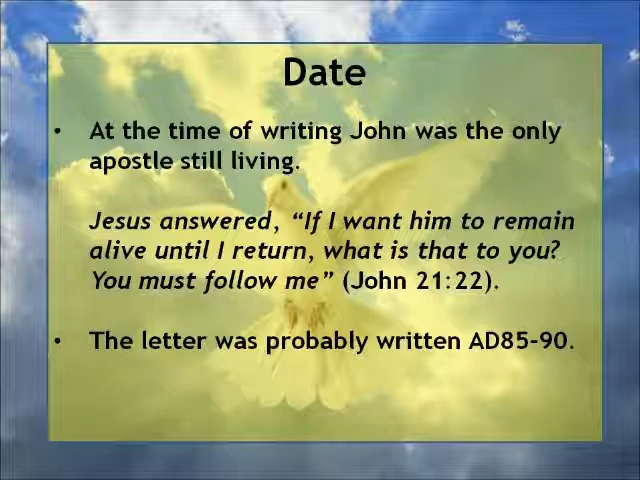 Date
• At the time of writing John was the only
apostle still living.
Jesus answered, “If I want him to remain
alive until I return, what is that to you?
You must follow me” (John 21:22).
• The letter was probably written AD85-90.